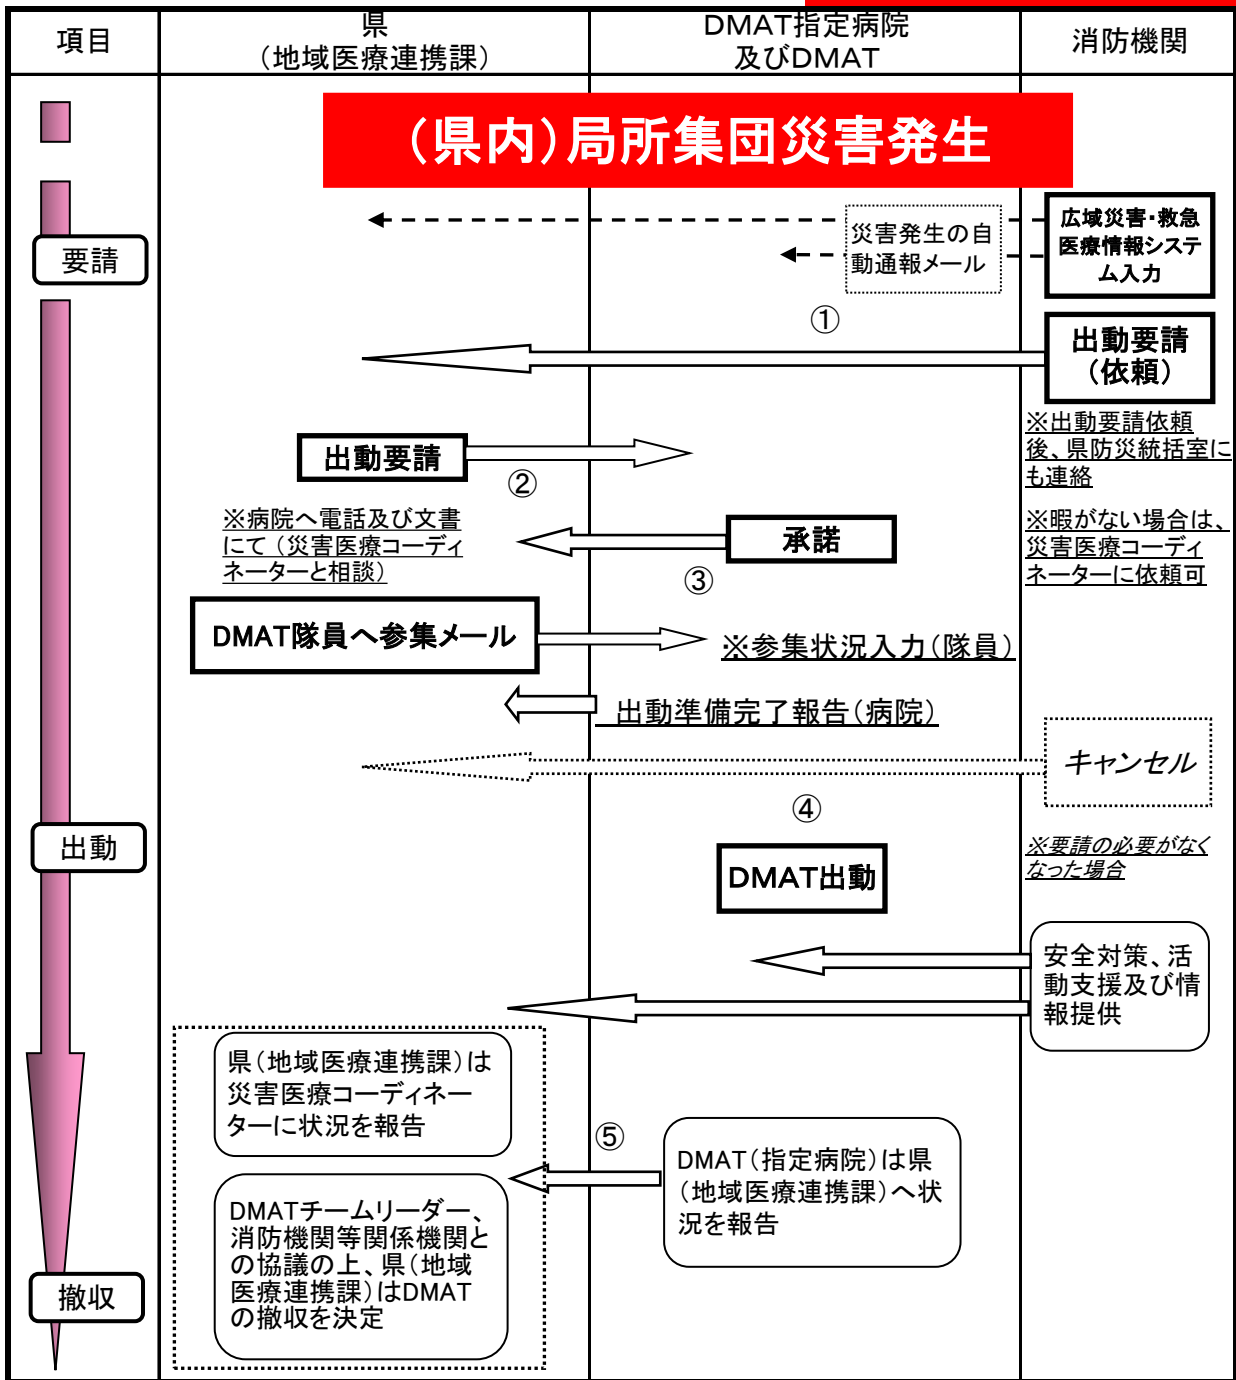 項目
県
（地域医療連携課）
DMAT指定病院
及びDMAT
消防機関
（県内）局所集団災害発生
要請
災害発生の自
動通報メール
広域災害・救急
医療情報システ
ム入力
①
出動要請
（依頼）
※出動要請依頼
後、県防災統括室に
も連絡
出動要請
②
※病院へ電話及び文書
にて（災害医療コーディ
ネーターと相談）
承諾
③
※暇がない場合は、
災害医療コーディ
ネーターに依頼可
DMAT隊員へ参集メール
※参集状況入力（隊員）
出動準備完了報告（病院）
キャンセル
④
※要請の必要がなく
なった場合
出動
DMAT出動
安全対策、活
動支援及び情
報提供
県（地域医療連携課）は
災害医療コーディネー
ターに状況を報告
⑤
DMAT（指定病院）は県
（地域医療連携課）へ状
況を報告
DMATチームリーダー、
消防機関等関係機関と
の協議の上、県（地域
医療連携課）はDMAT
の撤収を決定
撤収